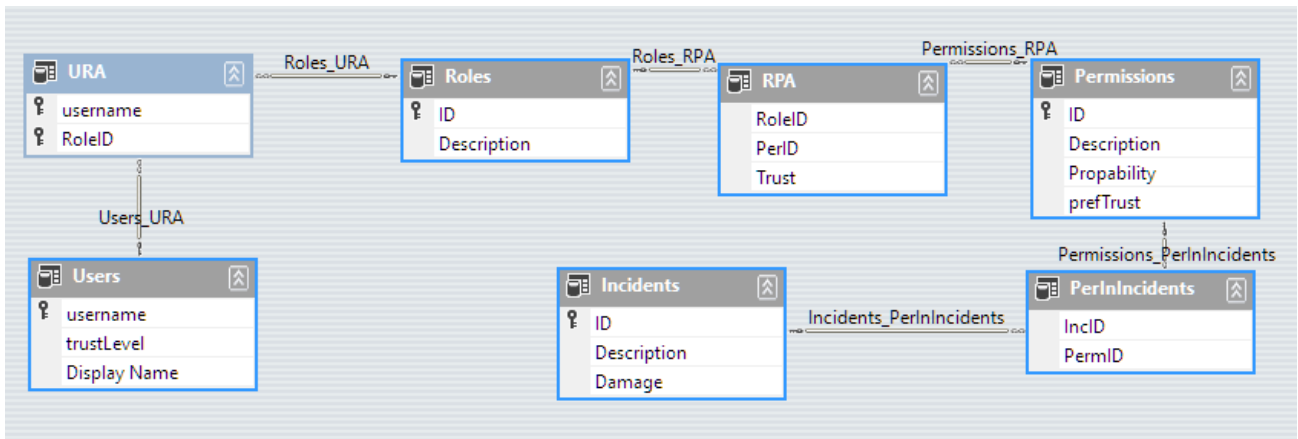 URA
username
RoleID
Roles_URA
Roles
ID
Description
Roles_RPA
RPA
RoleID
PerID
Trust
Permissions_RPA
Permissions
ID
Description
Propability
prefTrust
Users_URA
Users
username
trustLevel
Display Name
Incidents
ID
Description
Damage
Incidents_PerInIncidents
Permissions_PerInIncidents
PerInIncidents
IncID
PermID